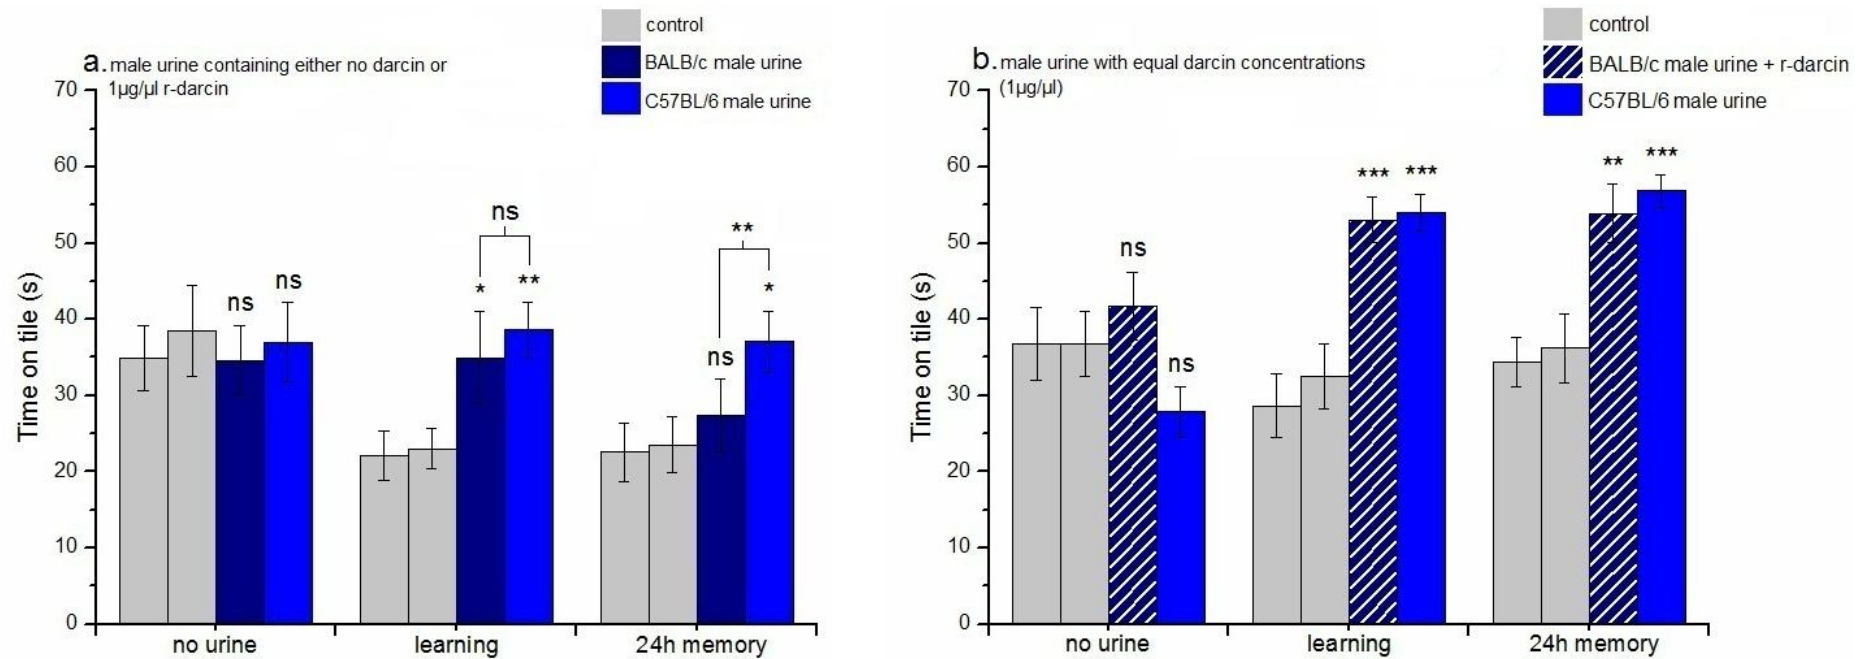 control
BALB/c male urine
C57BL/6 male urine
a. male urine containing either no darcin or
1µg/µl r-darcin
70
60
50
40
30
20
10
0
Time on tile (s)
ns
ns
ns
*
**
**
ns
*
no urine
learning
24h memory
control
BALB/c male urine + r-darcin
C57BL/6 male urine
b. male urine with equal darcin concentrations
(1µg/µl)
70
60
50
40
30
20
10
0
Time on tile (s)
ns
ns
***
***
**
***
no urine
learning
24h memory